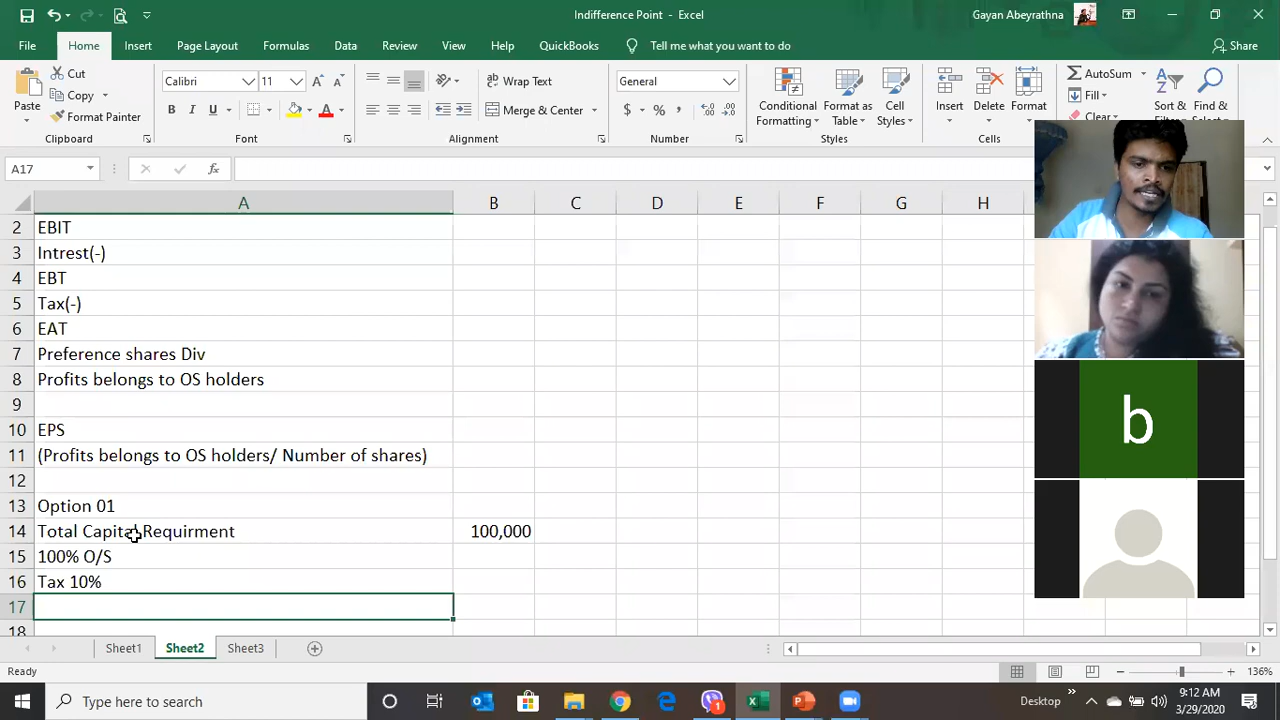 Indifference Point - Excel
Gayan Abeyrathna
File Home Insert Page Layout Formulas Data Review View Help QuickBooks Tell me what you want to do Share
Paste
Cut
Copy
Format Painter
Clipboard
Calibri 11
B I U
Font
Wrap Text
Merge & Center
Alignment
General
$ % ,
Number
Conditional Formatting
Format as Table
Cell Styles
Styles
Insert Delete Format
Cells
AutoSum
Fill
Clear
Sort &
Find &
A17
fx
A B C D E F G H
2 EBIT
3 Intrest(-)
4 EBT
5 Tax(-)
6 EAT
7 Preference shares Div
8 Profits belongs to OS holders
9
10 EPS
11 (Profits belongs to OS holders/ Number of shares)
12
13 Option 01
14 Total Capital Requirment 100,000
15 100% O/S
16 Tax 10%
17
18
b
Sheet1 Sheet2 Sheet3
Ready
136%
Type here to search
Desktop
9:12 AM
3/29/2020